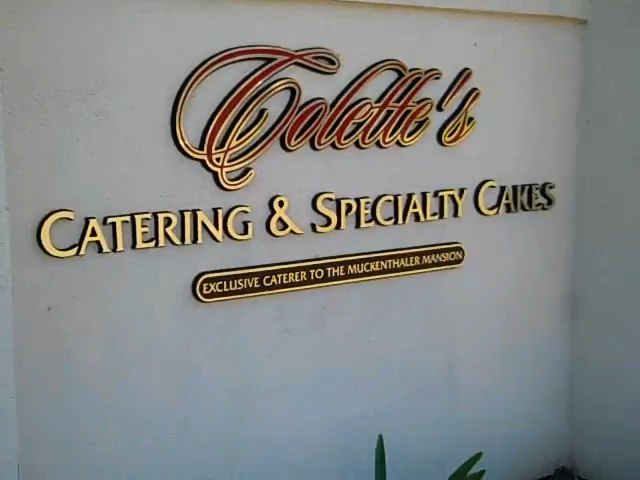 Colette's
CATERING & SPECIALTY CAKES
EXCLUSIVE CATERER TO THE MUCKENTHALER MANSION